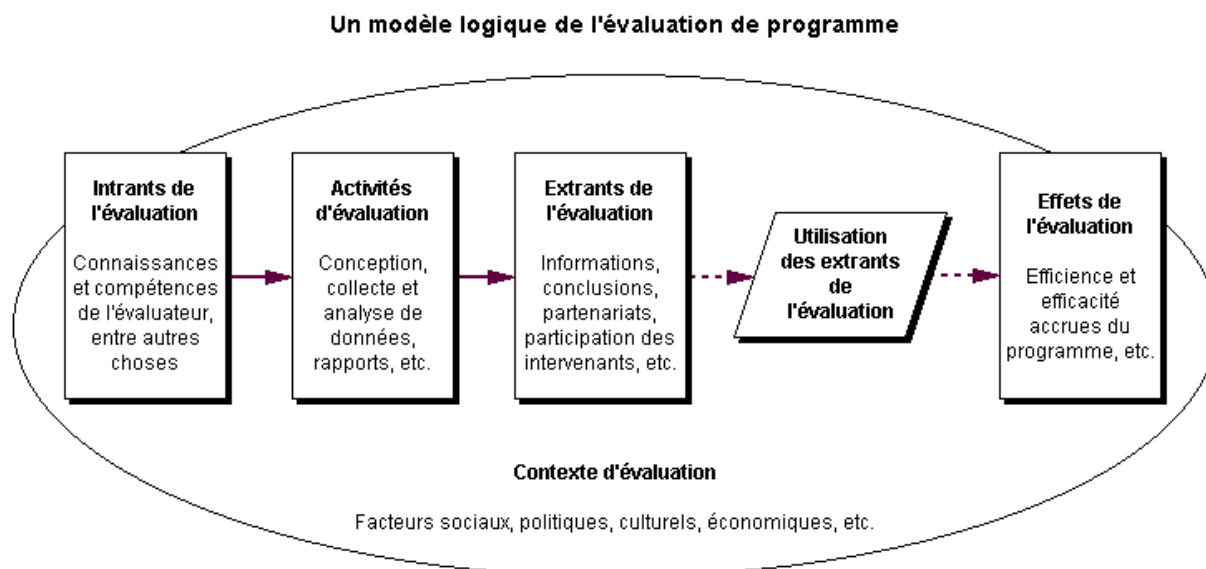 Un modèle logique de l'évaluation de programme
Intrants de
l'évaluation
Connaissances
et compétences
de l'évaluateur,
entre autres
choses
Activités
d'évaluation
Conception,
collecte et
analyse de
données,
rapports, etc.
Extrants de
l'évaluation
Informations,
conclusions,
partenariats,
participation des
intervenants, etc.
Utilisation
des extrants
de
l'évaluation
Effets de
l'évaluation
Efficience et
efficacité
accrues du
programme, etc.
Contexte d'évaluation
Facteurs sociaux, politiques, culturels, économiques, etc.